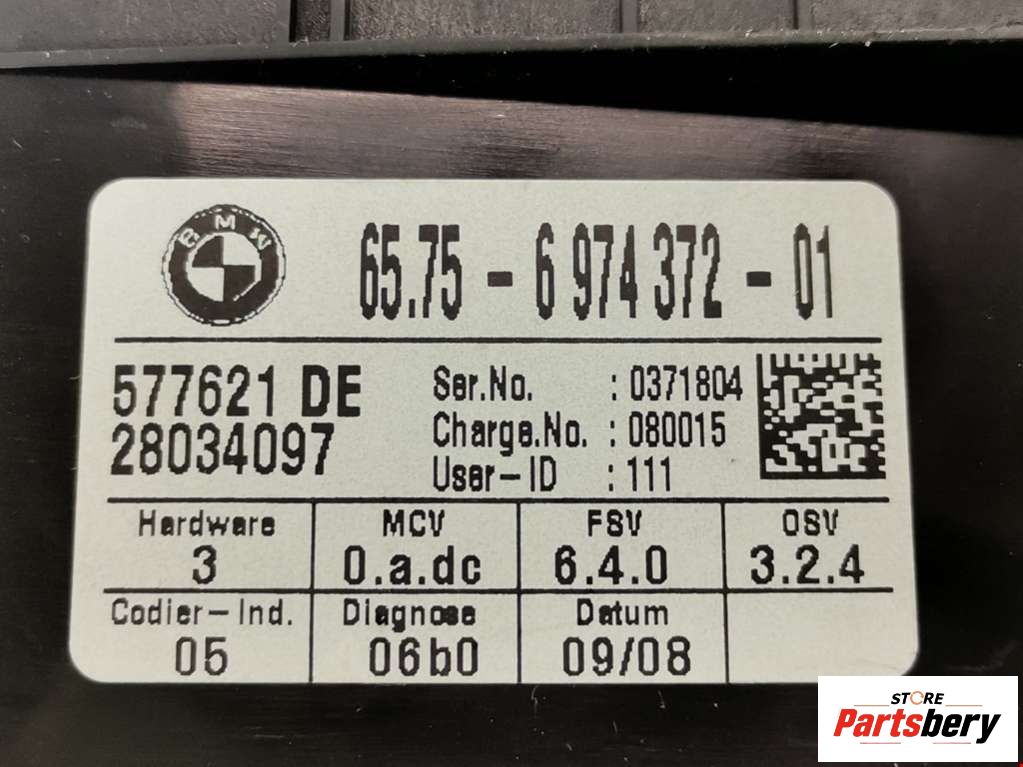 BMW
65.75 - 6 974 372 - 01
577621 DE
28034097
Ser.No. : 0371804
Charge.No. : 080015
User-ID : 111
Hardware MCV FSV OSV
3 0.a.dc 6.4.0 3.2.4
Codier-Ind. Diagnose Datum
05 06b0 09/08
STORE
Partsbery